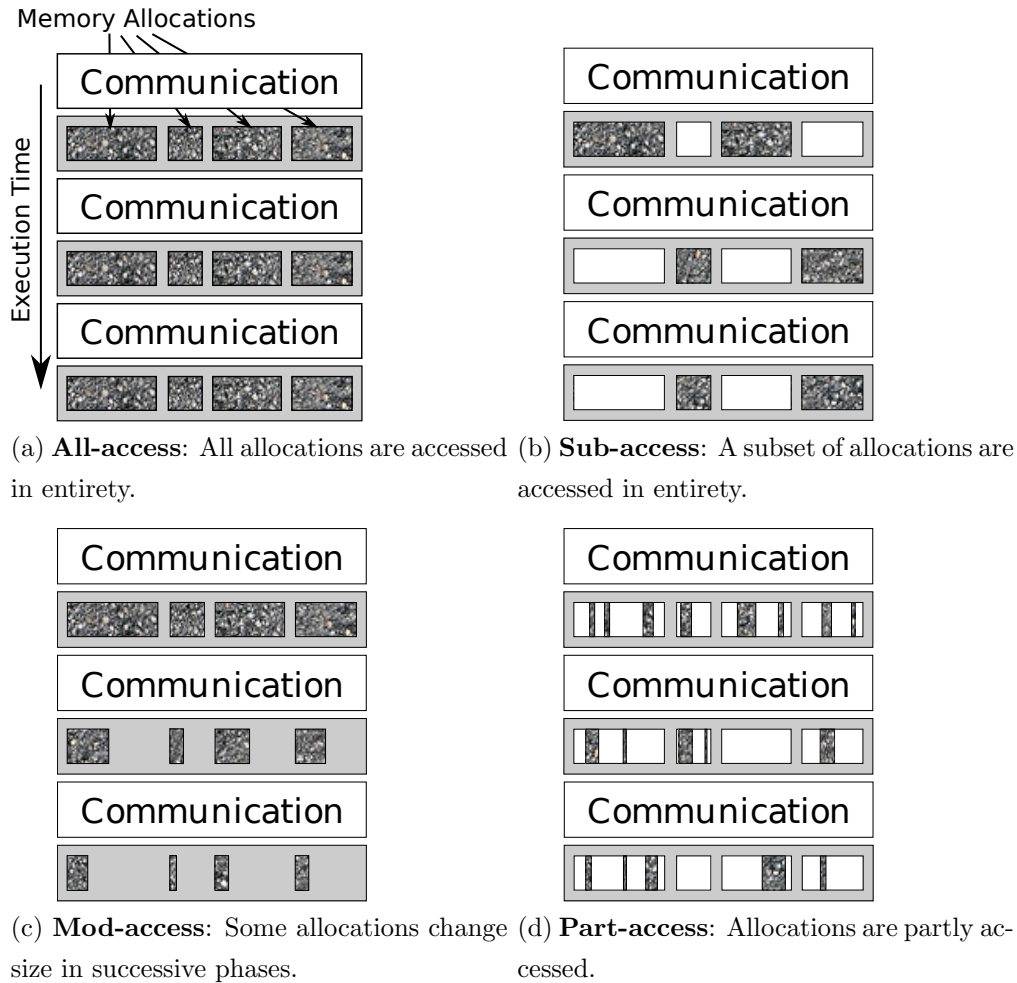 Memory Allocations
Execution Time
Communication
Communication
Communication
(a) All-access: All allocations are accessed
in entirety.
Communication
Communication
Communication
(b) Sub-access: A subset of allocations are
accessed in entirety.
Communication
Communication
Communication
(c) Mod-access: Some allocations change
size in successive phases.
Communication
Communication
Communication
(d) Part-access: Allocations are partly ac-
cessed.